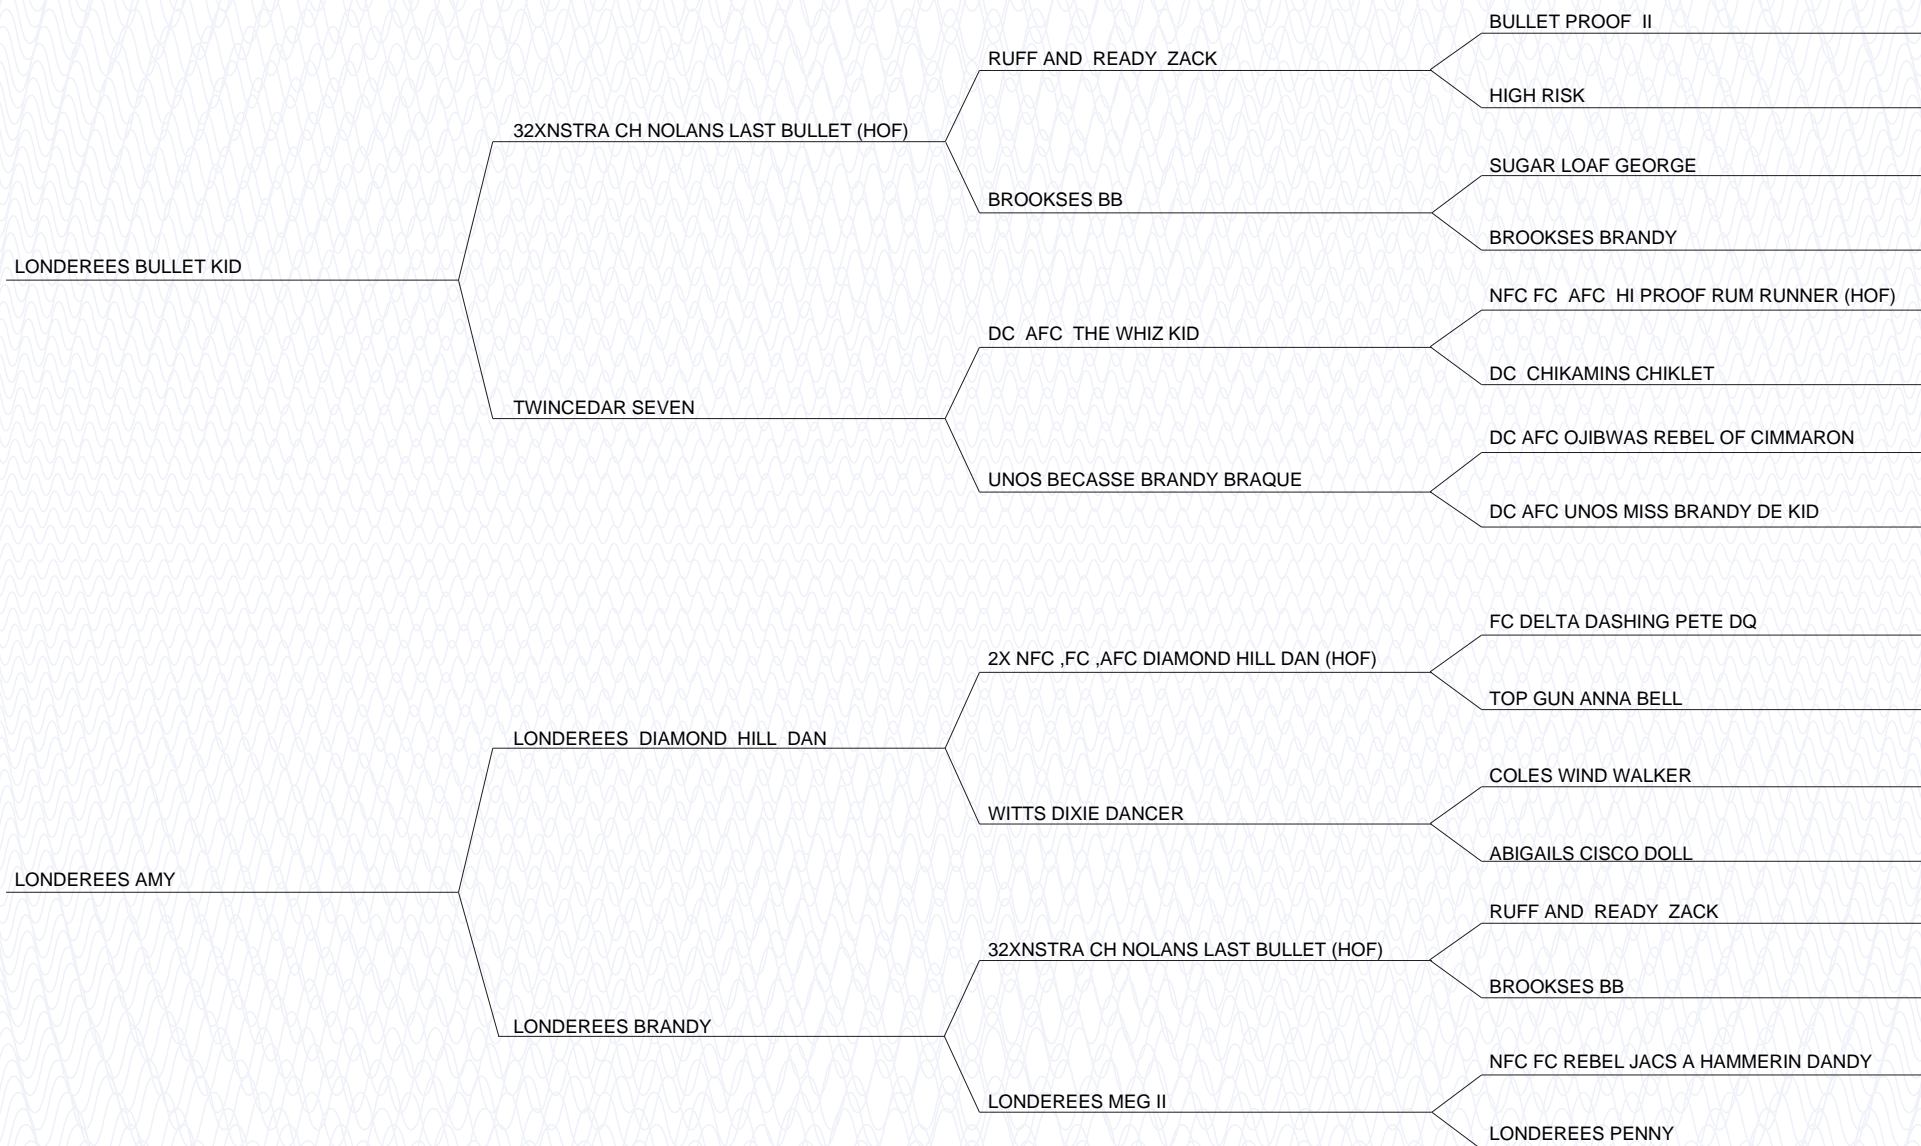 BULLET PROOF  II
RUFF AND  READY  ZACK
HIGH RISK
32XNSTRA CH NOLANS LAST BULLET (HOF)
SUGAR LOAF GEORGE
BROOKSES BB
BROOKSES BRANDY
LONDEREES BULLET KID
NFC FC  AFC  HI PROOF RUM RUNNER (HOF)
DC  AFC  THE WHIZ KID
DC  CHIKAMINS CHIKLET
TWINCEDAR SEVEN
DC AFC OJIBWAS REBEL OF CIMMARON
UNOS BECASSE BRANDY BRAQUE
DC AFC UNOS MISS BRANDY DE KID
FC DELTA DASHING PETE DQ
2X NFC ,FC ,AFC DIAMOND HILL DAN (HOF)
TOP GUN ANNA BELL
LONDEREES  DIAMOND  HILL  DAN
COLES WIND WALKER
WITTS DIXIE DANCER
ABIGAILS CISCO DOLL
LONDEREES AMY
RUFF AND  READY  ZACK
32XNSTRA CH NOLANS LAST BULLET (HOF)
BROOKSES BB
LONDEREES BRANDY
NFC FC REBEL JACS A HAMMERIN DANDY
LONDEREES MEG II
LONDEREES PENNY